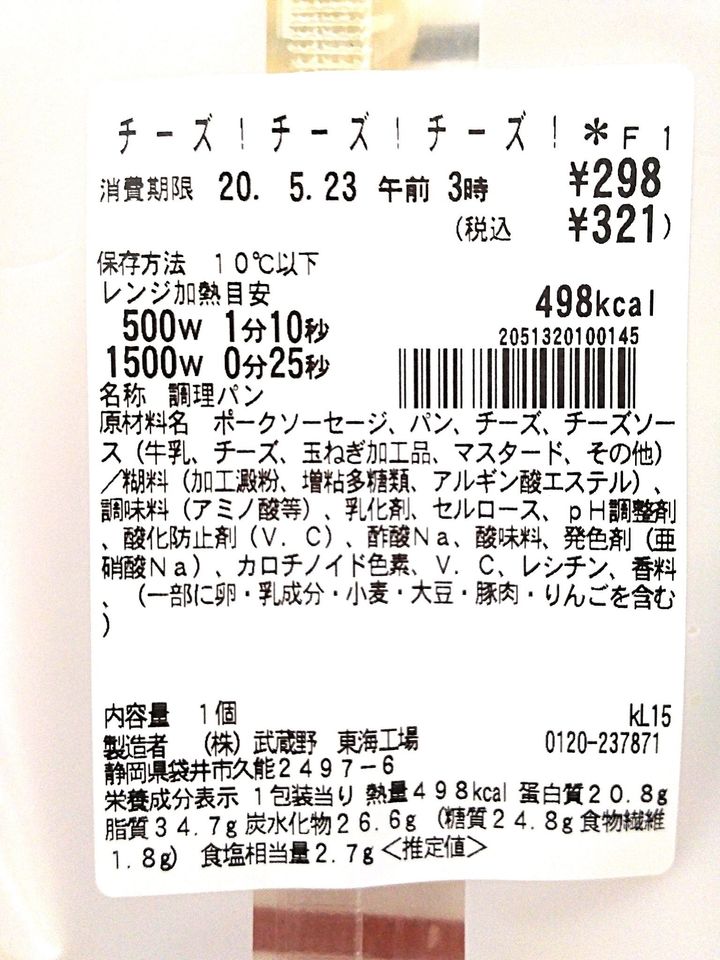 チーズ！チーズ！チーズ！＊Ｆ１
消費期限 20. 5.23 午前 3時 ¥298
(税込 ¥321)
保存方法 １０℃以下
レンジ加熱目安
498kcal
500W 1分10秒
2051320100145
1500W 0分25秒
名称 調理パン
原材料名 ポークソーセージ、パン、チーズ、チーズソー
ス（牛乳、チーズ、玉ねぎ加工品、マスタード、その他）
／糊料（加工澱粉、増粘多糖類、アルギン酸エステル）、
調味料（アミノ酸等）、乳化剤、セルロース、ｐＨ調整剤
、酸化防止剤（Ｖ．Ｃ）、酢酸Ｎａ、酸味料、発色剤（亜
硝酸Ｎａ）、カロチノイド色素、Ｖ．Ｃ、レシチン、香料
、（一部に卵・乳成分・小麦・大豆・豚肉・りんごを含む
）
内容量 １個 kL15
製造者 （株）武蔵野 東海工場 0120-237871
静岡県袋井市久能２４９７−６
栄養成分表示 １包装当り 熱量４９８kcal 蛋白質２０.８g
脂質３４.７g 炭水化物２６.６g （糖質２４.８g 食物繊維
１.８g） 食塩相当量２.７g＜推定値＞